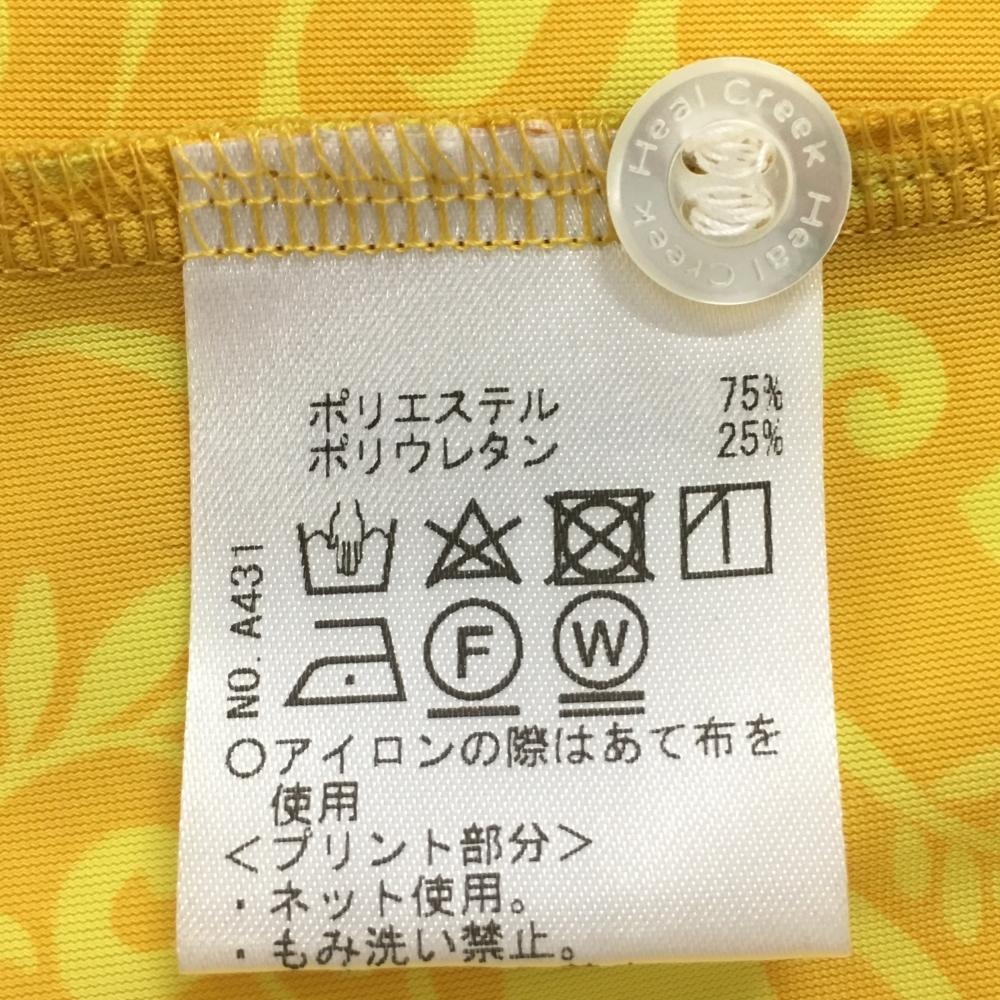 Heal Creek Heal Creek
ポリエステル 75%
ポリウレタン 25%
NO. A431
F W
○アイロンの際はあて布を
使用
<プリント部分>
・ネット使用。
・もみ洗い禁止。